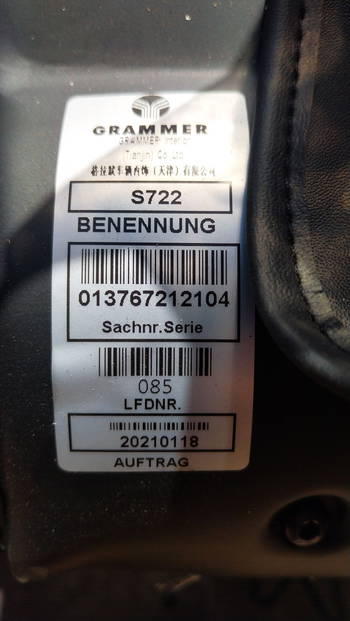 GRAMMER
GRAMMER Interior
(Tianjin) Co.,Ltd.
格拉默车辆内饰（天津）有限公司
S722
BENENNUNG
013767212104
Sachnr.Serie
085
LFDNR.
20210118
AUFTRAG